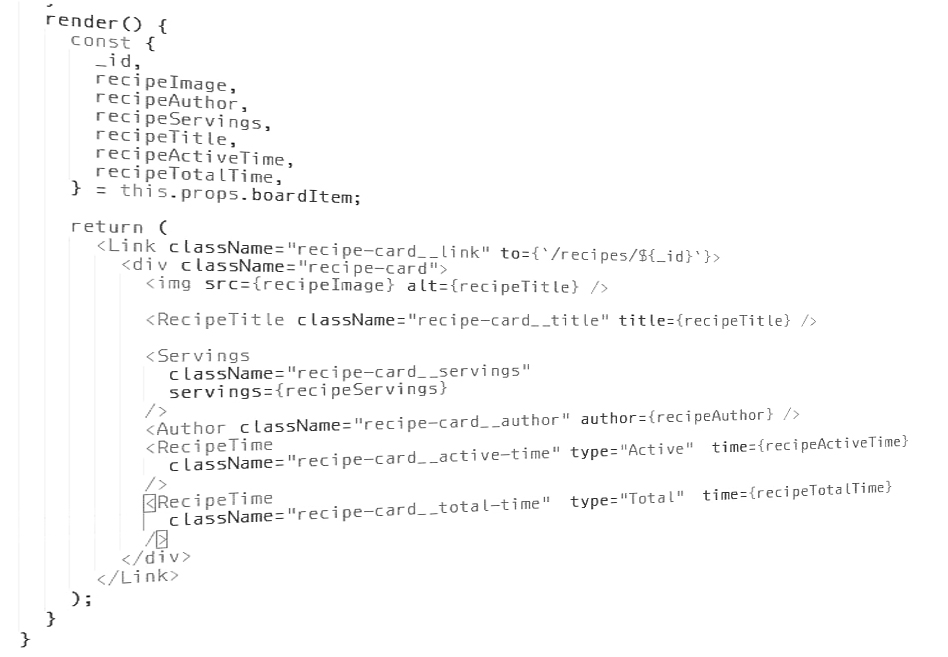 render() {
const {
_id,
recipeImage,
recipeAuthor,
recipeServings,
recipeTitle,
recipeActiveTime,
recipeTotalTime,
} = this.props.boardItem;
return (
<Link className="recipe-card__link" to={`/recipes/${_id}`}>
<div className="recipe-card">
<img src={recipeImage} alt={recipeTitle} />
<RecipeTitle className="recipe-card__title" title={recipeTitle} />
<Servings
className="recipe-card__servings"
servings={recipeServings}
/>
<Author className="recipe-card__author" author={recipeAuthor} />
<RecipeTime
className="recipe-card__active-time" type="Active" time={recipeActiveTime}
/>
<RecipeTime
className="recipe-card__total-time" type="Total" time={recipeTotalTime}
/>
</div>
</Link>
);
}
}